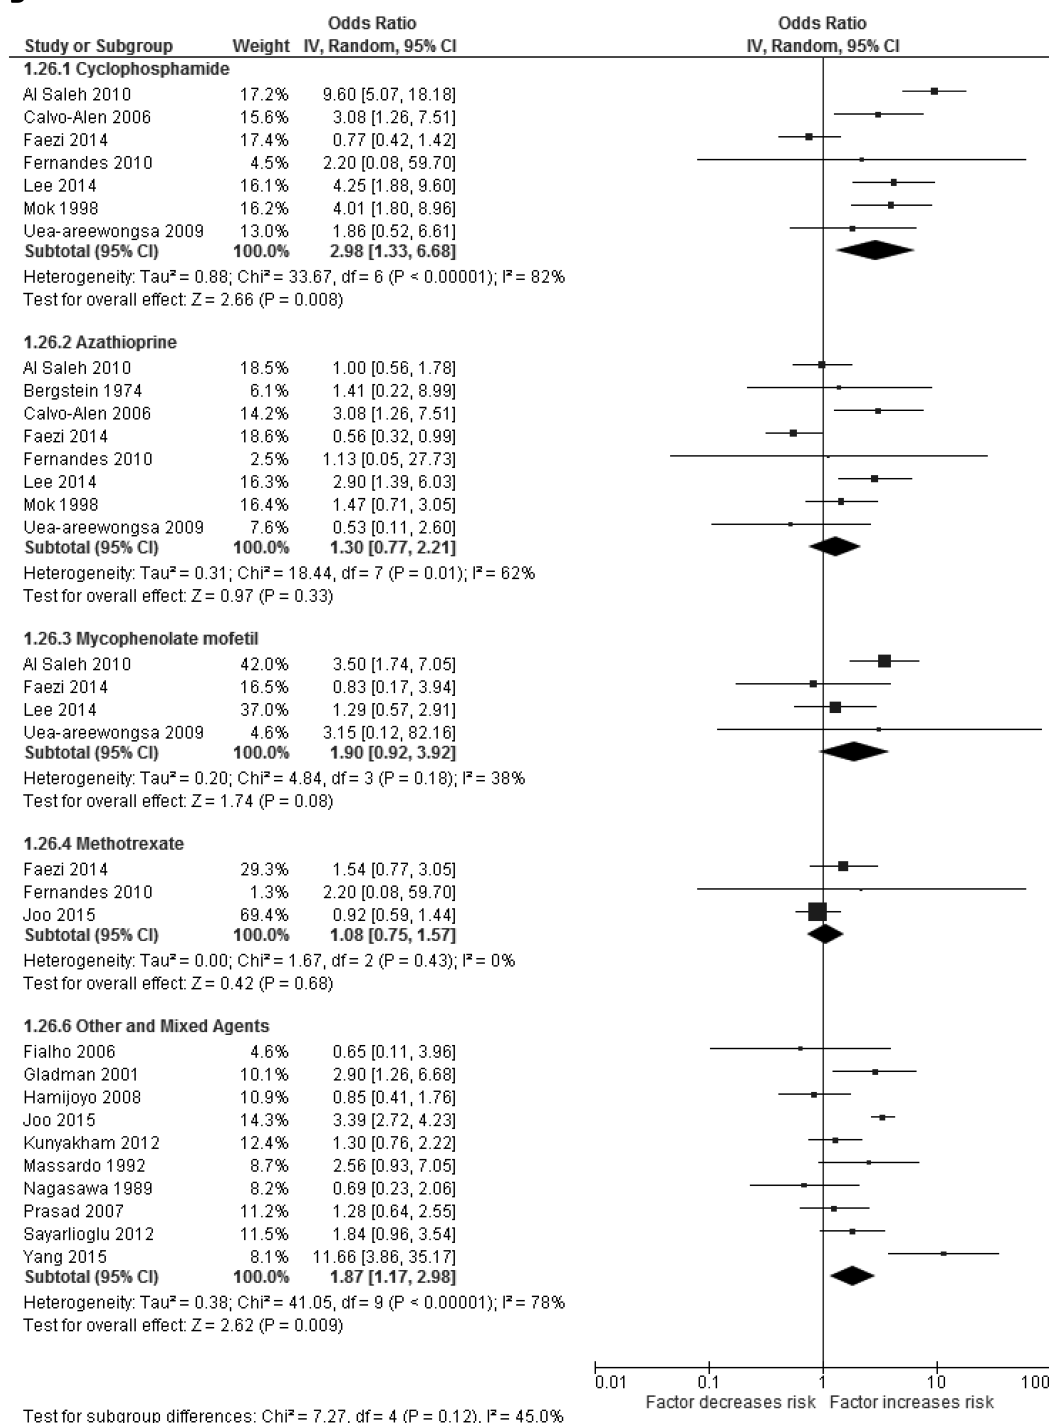 Odds Ratio Odds Ratio
Study or Subgroup Weight IV, Random, 95% CI IV, Random, 95% CI
1.26.1 Cyclophosphamide
Al Saleh 2010 17.2% 9.60 [5.07, 18.18]
Calvo-Alen 2006 15.6% 3.08 [1.26, 7.51]
Faezi 2014 17.4% 0.77 [0.42, 1.42]
Fernandes 2010 4.5% 2.20 [0.08, 59.70]
Lee 2014 16.1% 4.25 [1.88, 9.60]
Mok 1998 16.2% 4.01 [1.80, 8.96]
Uea-areewongsa 2009 13.0% 1.86 [0.52, 6.61]
Subtotal (95% CI) 100.0% 2.98 [1.33, 6.68]
Heterogeneity: Tau² = 0.88; Chi² = 33.67, df = 6 (P < 0.00001); I² = 82%
Test for overall effect: Z = 2.66 (P = 0.008)
1.26.2 Azathioprine
Al Saleh 2010 18.5% 1.00 [0.56, 1.78]
Bergstein 1974 6.1% 1.41 [0.22, 8.99]
Calvo-Alen 2006 14.2% 3.08 [1.26, 7.51]
Faezi 2014 18.6% 0.56 [0.32, 0.99]
Fernandes 2010 2.5% 1.13 [0.05, 27.73]
Lee 2014 16.3% 2.90 [1.39, 6.03]
Mok 1998 16.4% 1.47 [0.71, 3.05]
Uea-areewongsa 2009 7.6% 0.53 [0.11, 2.60]
Subtotal (95% CI) 100.0% 1.30 [0.77, 2.21]
Heterogeneity: Tau² = 0.31; Chi² = 18.44, df = 7 (P = 0.01); I² = 62%
Test for overall effect: Z = 0.97 (P = 0.33)
1.26.3 Mycophenolate mofetil
Al Saleh 2010 42.0% 3.50 [1.74, 7.05]
Faezi 2014 16.5% 0.83 [0.17, 3.94]
Lee 2014 37.0% 1.29 [0.57, 2.91]
Uea-areewongsa 2009 4.6% 3.15 [0.12, 82.16]
Subtotal (95% CI) 100.0% 1.90 [0.92, 3.92]
Heterogeneity: Tau² = 0.20; Chi² = 4.84, df = 3 (P = 0.18); I² = 38%
Test for overall effect: Z = 1.74 (P = 0.08)
1.26.4 Methotrexate
Faezi 2014 29.3% 1.54 [0.77, 3.05]
Fernandes 2010 1.3% 2.20 [0.08, 59.70]
Joo 2015 69.4% 0.92 [0.59, 1.44]
Subtotal (95% CI) 100.0% 1.08 [0.75, 1.57]
Heterogeneity: Tau² = 0.00; Chi² = 1.67, df = 2 (P = 0.43); I² = 0%
Test for overall effect: Z = 0.42 (P = 0.68)
1.26.6 Other and Mixed Agents
Fialho 2006 4.6% 0.65 [0.11, 3.96]
Gladman 2001 10.1% 2.90 [1.26, 6.68]
Hamijoyo 2008 10.9% 0.85 [0.41, 1.76]
Joo 2015 14.3% 3.39 [2.72, 4.23]
Kunyakham 2012 12.4% 1.30 [0.76, 2.22]
Massardo 1992 8.7% 2.56 [0.93, 7.05]
Nagasawa 1989 8.2% 0.69 [0.23, 2.06]
Prasad 2007 11.2% 1.28 [0.64, 2.55]
Sayarlioglu 2012 11.5% 1.84 [0.96, 3.54]
Yang 2015 8.1% 11.66 [3.86, 35.17]
Subtotal (95% CI) 100.0% 1.87 [1.17, 2.98]
Heterogeneity: Tau² = 0.38; Chi² = 41.05, df = 9 (P < 0.00001); I² = 78%
Test for overall effect: Z = 2.62 (P = 0.009)
0.01 0.1 1 10 100
Factor decreases risk Factor increases risk
Test for subgroup differences: Chi² = 7.27, df = 4 (P = 0.12), I² = 45.0%